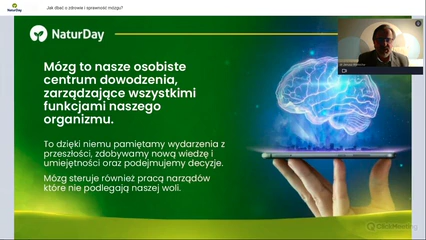 NaturDay
Jak dbać o zdrowie i sprawność mózgu?
NaturDay
Mózg to nasze osobiste
centrum dowodzenia,
zarządzające wszystkimi
funkcjami naszego
organizmu.
To dzięki niemu pamiętamy wydarzenia z
przeszłości, zdobywamy nową wiedzę i
umiejętności oraz podejmujemy decyzje.
Mózg steruje również pracą narządów
które nie podlegają naszej woli.
ClickMeeting